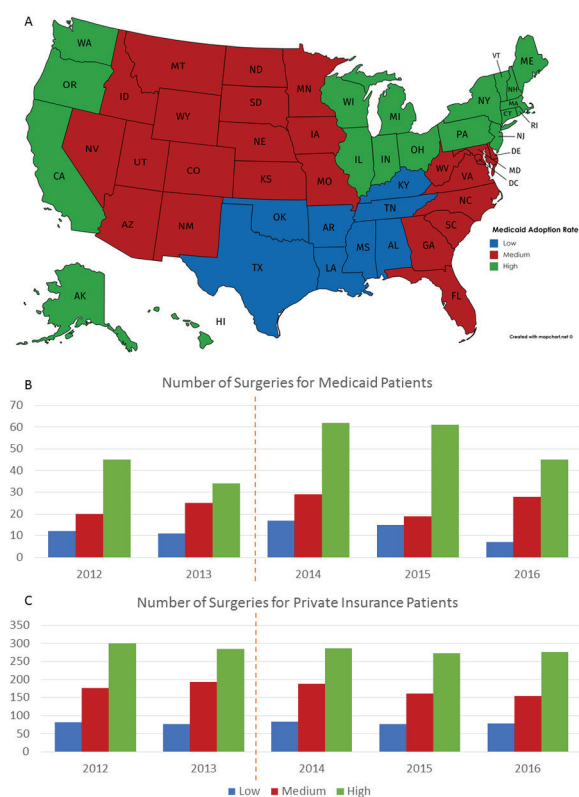 A
WA
OR
CA
AK
HI
ID
MT
ND
MN
SD
WY
NV
UT
CO
NE
KS
IA
MO
AZ
NM
OK
TX
AR
LA
MS
AL
TN
KY
WI
MI
IL
IN
OH
WV
VA
NC
SC
GA
FL
PA
NY
VT
NH
ME
MA
CT
RI
NJ
DE
MD
DC
Medicaid Adoption Rate
Low
Medium
High
Created with mapchart.net ©
B
Number of Surgeries for Medicaid Patients
70
60
50
40
30
20
10
0
2012 2013 2014 2015 2016
C
Number of Surgeries for Private Insurance Patients
350
300
250
200
150
100
50
0
2012 2013 2014 2015 2016
Low Medium High